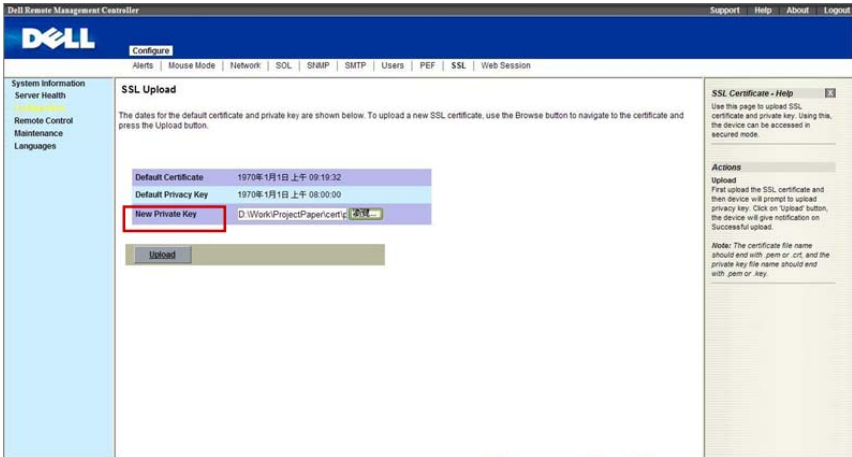 Dell Remote Management Controller
Support Help About Logout
DELL
Configure
Alerts | Mouse Mode | Network | SOL | SNMP | SMTP | Users | PEF | SSL | Web Session
System Information
Server Health
Remote Control
Maintenance
Languages
SSL Upload
The dates for the default certificate and private key are shown below. To upload a new SSL certificate, use the Browse button to navigate to the certificate and
press the Upload button.
Default Certificate 1970年1月1日 上午 09:19:32
Default Privacy Key 1970年1月1日 上午 08:00:00
New Private Key D:\Work\ProjectPaper\cert\p 瀏覽...
Upload
SSL Certificate - Help X
Use this page to upload SSL
certificate and private key. Using this,
the device can be accessed in
secured mode.
Actions
Upload
First upload the SSL certificate and
then device will prompt to upload
privacy key. Click on 'Upload' button,
the device will give notification on
Successful upload.
Note: The certificate file name
should end with .pem or .crt, and the
private key file name should end
with .pem or .key.